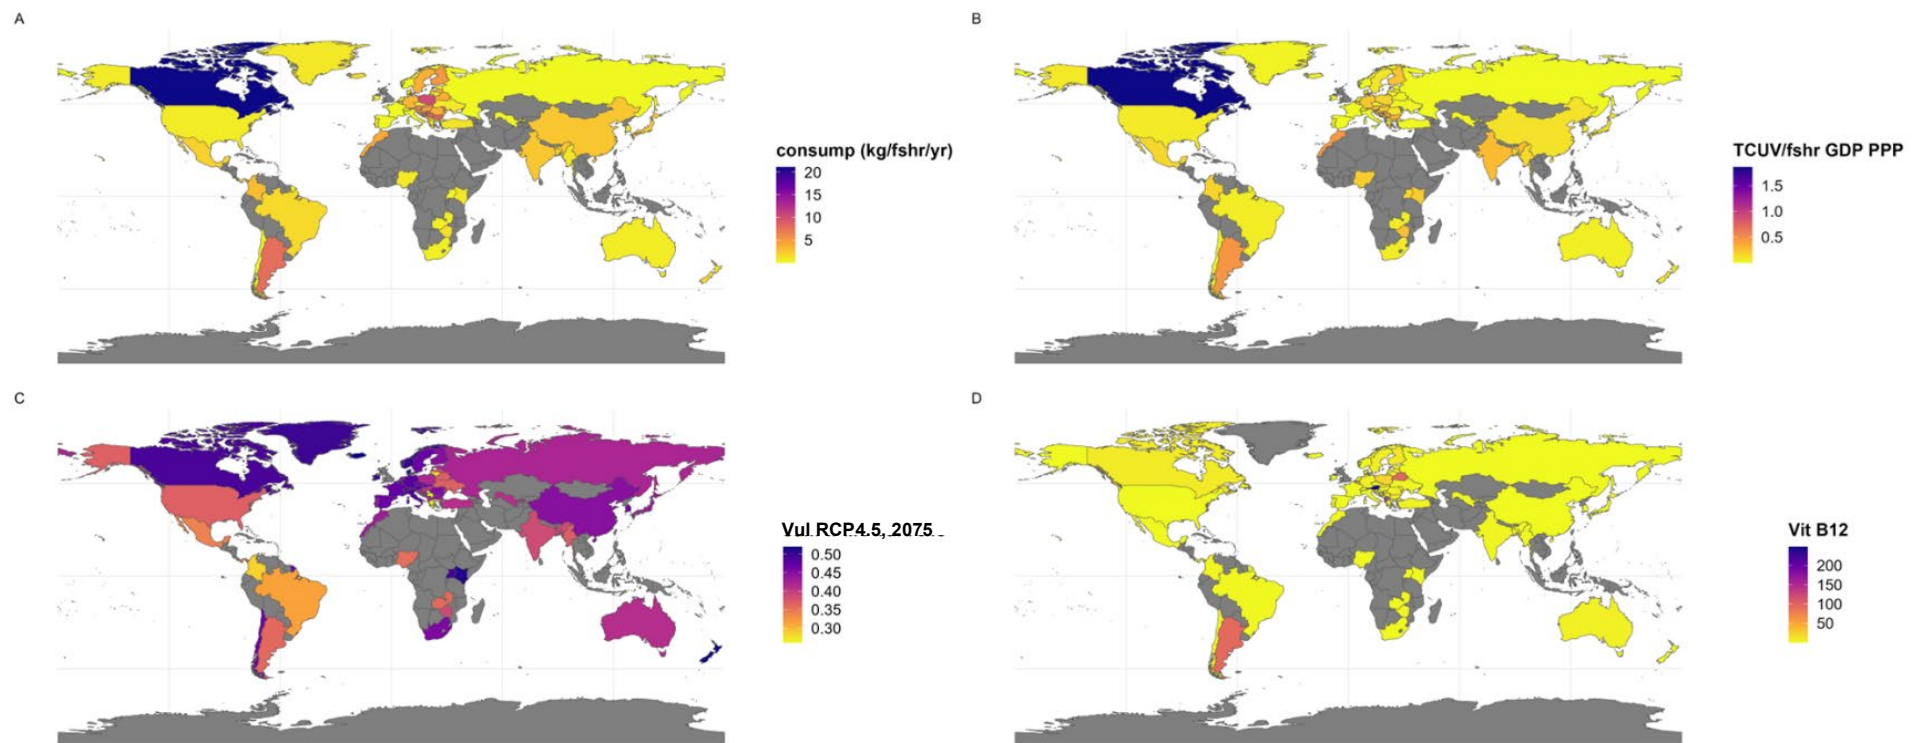 A
consump (kg/fshr/yr)
20
15
10
5
B
TCUV/fshr GDP PPP
1.5
1.0
0.5
C
Vul RCP4.5, 2075
0.50
0.45
0.40
0.35
0.30
D
Vit B12
200
150
100
50